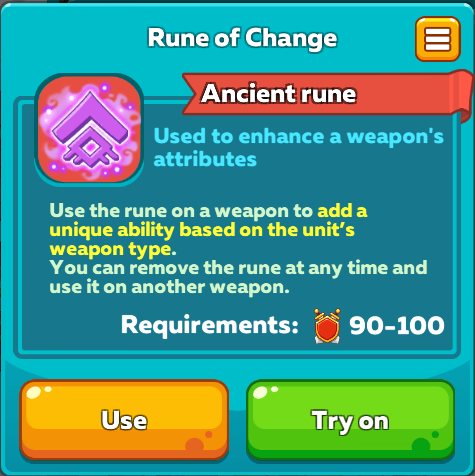 Rune of Change
Ancient rune
Used to enhance a weapon's
attributes
Use the rune on a weapon to add a
unique ability based on the unit's
weapon type.
You can remove the rune at any time and
use it on another weapon.
Requirements: 90-100
Use
Try on